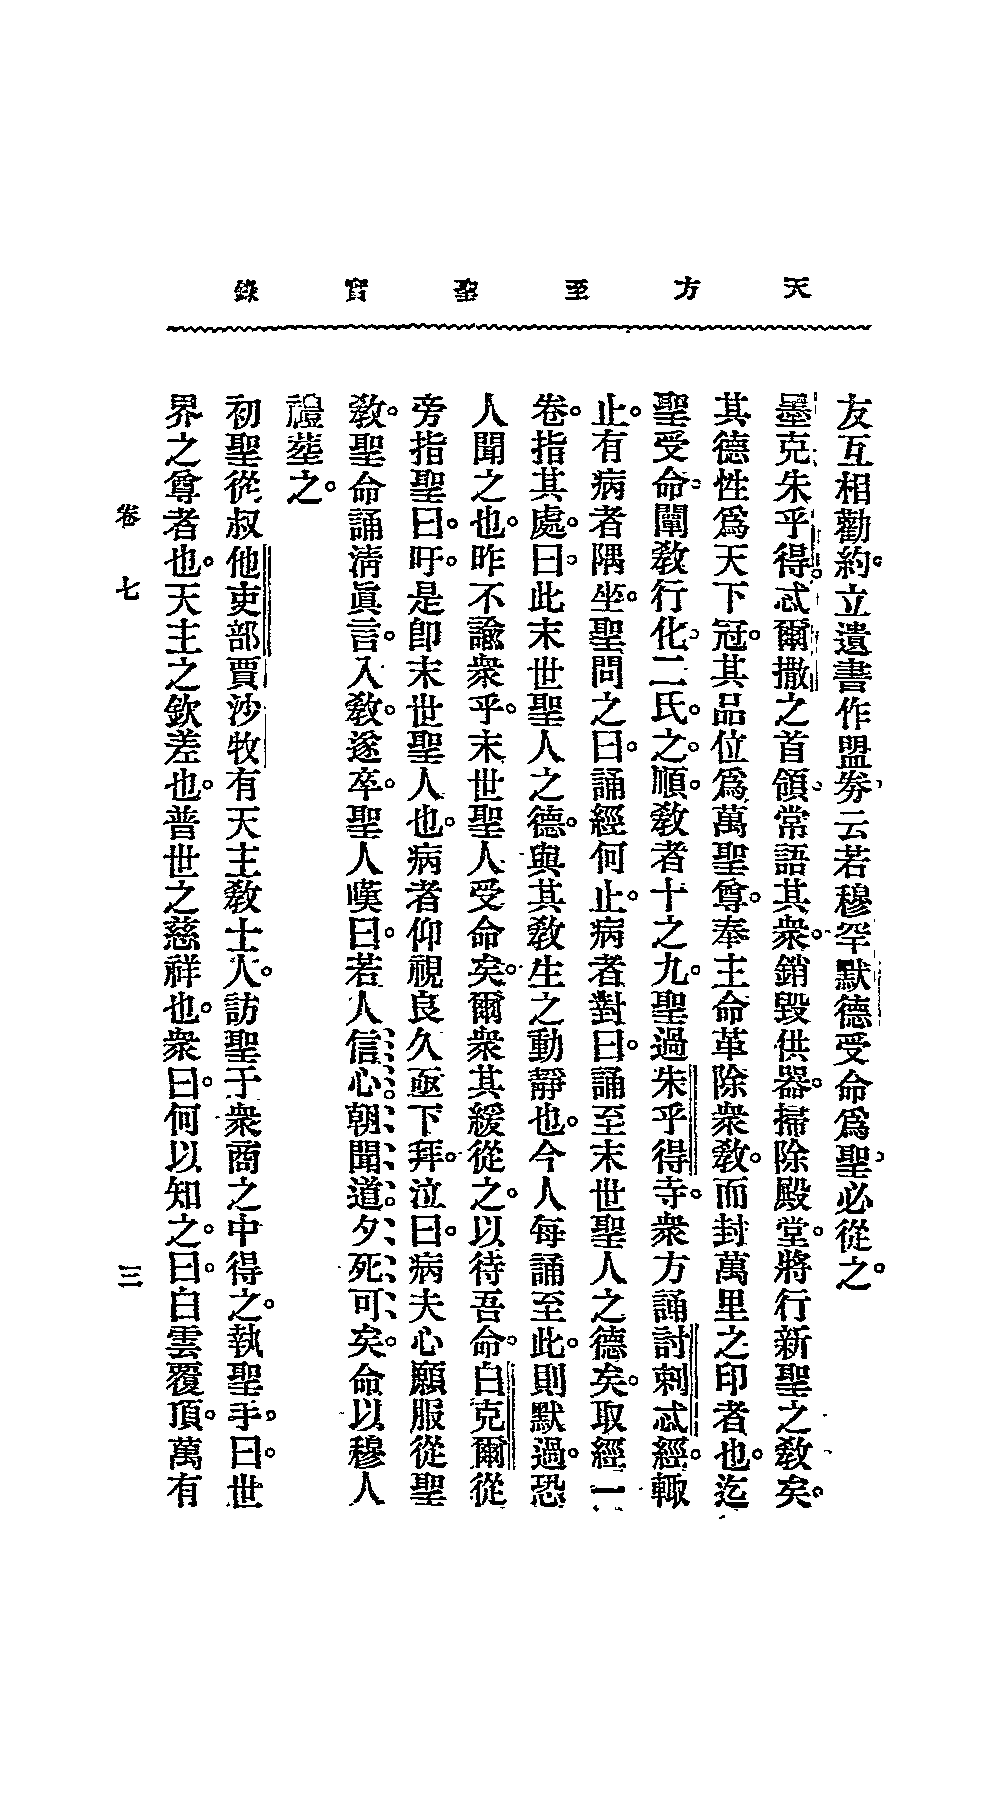 天方至聖實錄
友互相勸約。立遺書作盟劵、云若穆罕默德受命爲聖、必從之。
墨克朱乎得忒爾撒之首領、常語其衆。銷毀供器。掃除殿堂。將行新聖之敎矣。
其德性爲天下冠。其品位爲萬聖尊。奉主命革除衆敎。而封萬里之印者也。迄
聖受命、闡敎行化、二氏。之。順。敎者十之九。聖過朱乎得寺。衆方誦討剌忒經。輒
止。有病者隅坐。聖問之曰。誦經何止。病者對曰。誦至末世聖人之德矣。取經一
卷。指其處。曰、此末世聖人之德。與其敎生之動靜也。今人每誦至此。則默過。恐
人聞之也。昨不諭衆乎。末世聖人受命矣。爾衆其緩從之。以待吾命。白克爾從
旁指聖曰。吁。是卽末世聖人也。病者仰視良久。亟下拜。泣曰。病夫心願服從聖
敎。聖命誦淸眞言。入敎。遂卒。聖人嘆曰。若人信心、朝聞道、夕死可矣。命以穆人
禮塟之。
初聖從叔他吏部賈沙牧有天主敎士人。訪聖于衆商之中得之。執聖手。曰。世
界之尊者也。天主之欽差也。普世之慈祥也。衆曰。何以知之。曰。白雲覆頂。萬有
卷七
三